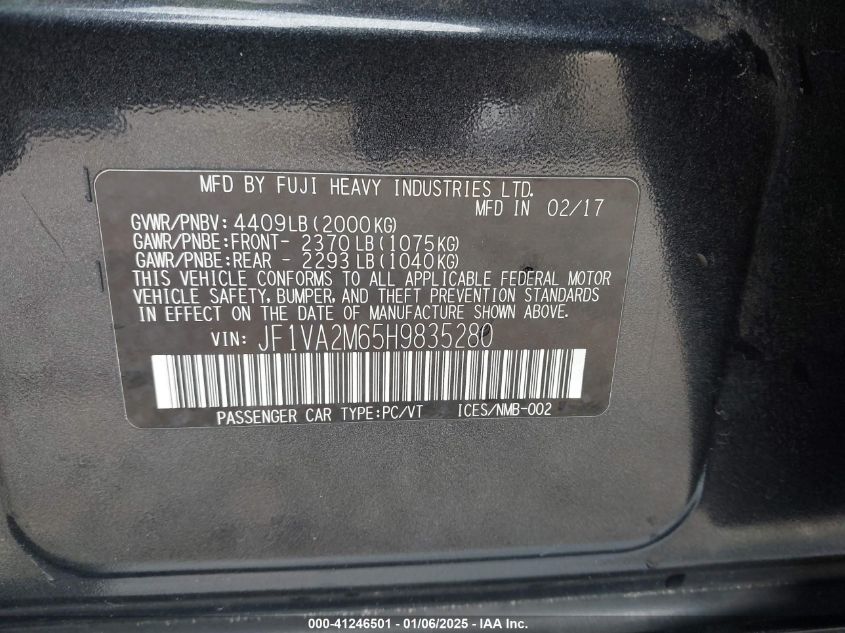 MFD BY FUJI HEAVY INDUSTRIES LTD.
MFD IN 02/17
GVWR/PNBV: 4409LB(2000KG)
GAWR/PNBE:FRONT- 2370LB(1075KG)
GAWR/PNBE:REAR - 2293LB(1040KG)
THIS VEHICLE CONFORMS TO ALL APPLICABLE FEDERAL MOTOR
VEHICLE SAFETY, BUMPER, AND THEFT PREVENTION STANDARDS
IN EFFECT ON THE DATE OF MANUFACTURE SHOWN ABOVE.
VIN: JF1VA2M65H9835280
PASSENGER CAR TYPE:PC/VT ICES/NMB-002
000-41246501 - 01/06/2025 - IAAI.COM